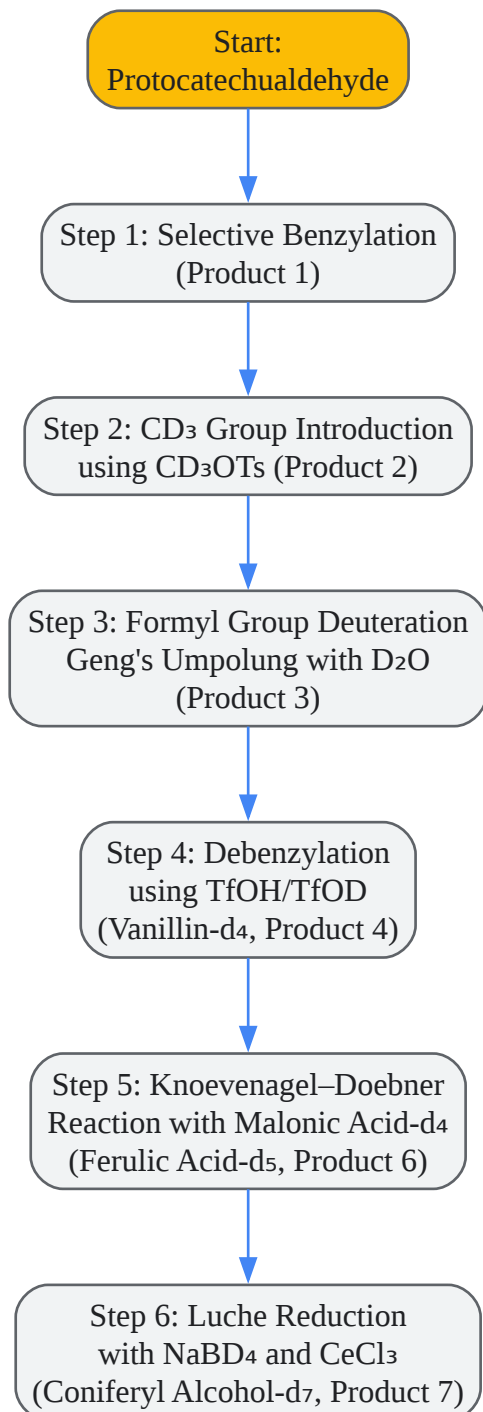 Start:
Protocatechualdehyde
Step 1: Selective Benzylation
(Product 1)
Step 2: CD₃ Group Introduction
using CD₃OTs (Product 2)
Step 3: Formyl Group Deuteration
Geng's Umpolung with D₂O
(Product 3)
Step 4: Debenzylation
using TfOH/TfOD
(Vanillin-d₄, Product 4)
Step 5: Knoevenagel–Doebner
Reaction with Malonic Acid-d₄
(Ferulic Acid-d₅, Product 6)
Step 6: Luche Reduction
with NaBD₄ and CeCl₃
(Coniferyl Alcohol-d₇, Product 7)